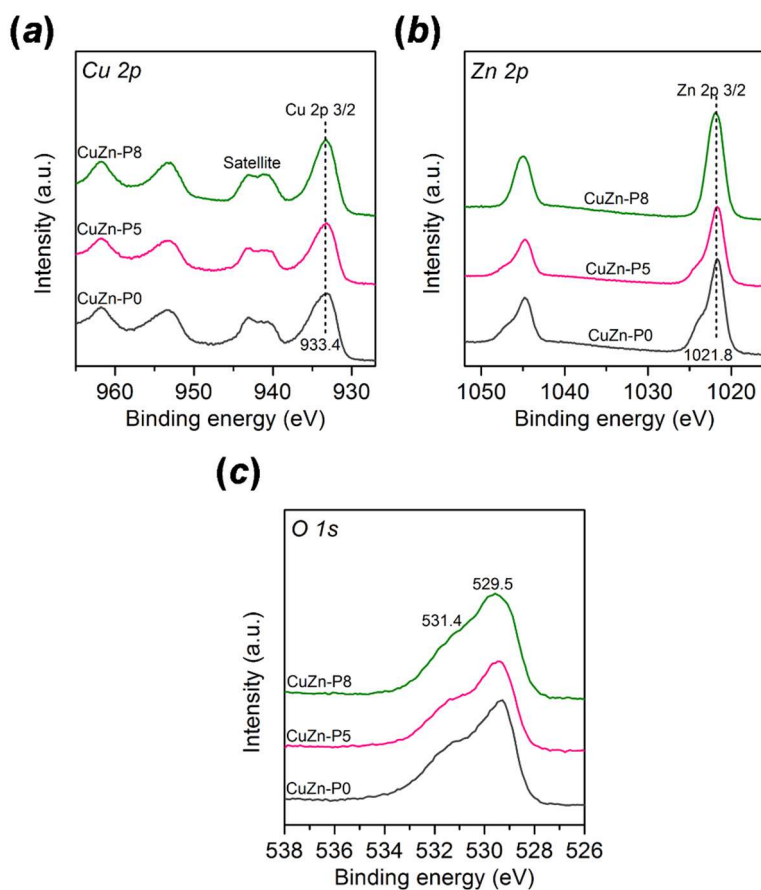 (a)
Cu 2p
Cu 2p 3/2
CuZn-P8
Satellite
CuZn-P5
CuZn-P0
933.4
Intensity (a.u.)
960 950 940 930
Binding energy (eV)
(b)
Zn 2p
Zn 2p 3/2
CuZn-P8
CuZn-P5
CuZn-P0
1021.8
Intensity (a.u.)
1050 1040 1030 1020
Binding energy (eV)
(c)
O 1s
529.5
531.4
CuZn-P8
CuZn-P5
CuZn-P0
Intensity (a.u.)
538 536 534 532 530 528 526
Binding energy (eV)